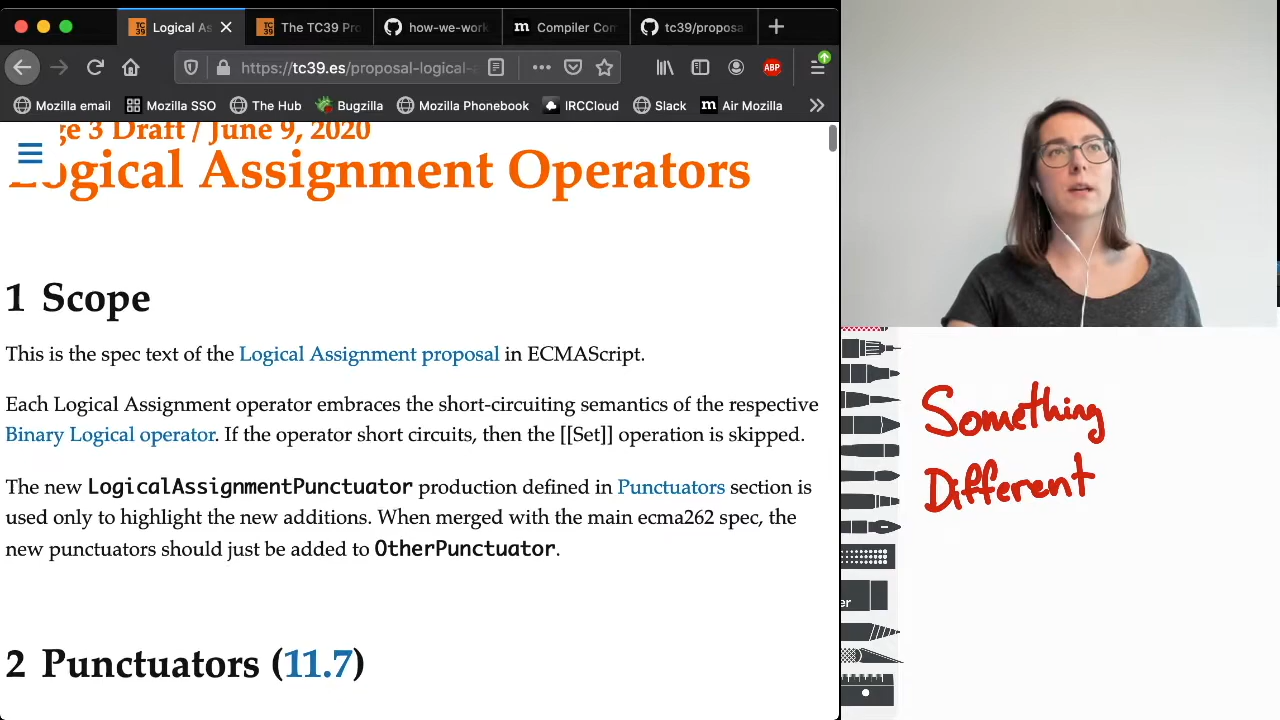 Logical As
The TC39 Pro
how-we-work
Compiler Com
tc39/proposa
https://tc39.es/proposal-logical-a
ABP
Mozilla email
Mozilla SSO
The Hub
Bugzilla
Mozilla Phonebook
IRCCloud
Slack
Air Mozilla
ge 3 Draft / June 9, 2020
Logical Assignment Operators
1 Scope
This is the spec text of the Logical Assignment proposal in ECMAScript.
Each Logical Assignment operator embraces the short-circuiting semantics of the respective
Binary Logical operator. If the operator short circuits, then the [[Set]] operation is skipped.
The new LogicalAssignmentPunctuator production defined in Punctuators section is
used only to highlight the new additions. When merged with the main ecma262 spec, the
new punctuators should just be added to OtherPunctuator.
2 Punctuators (11.7)
er
Something
Different